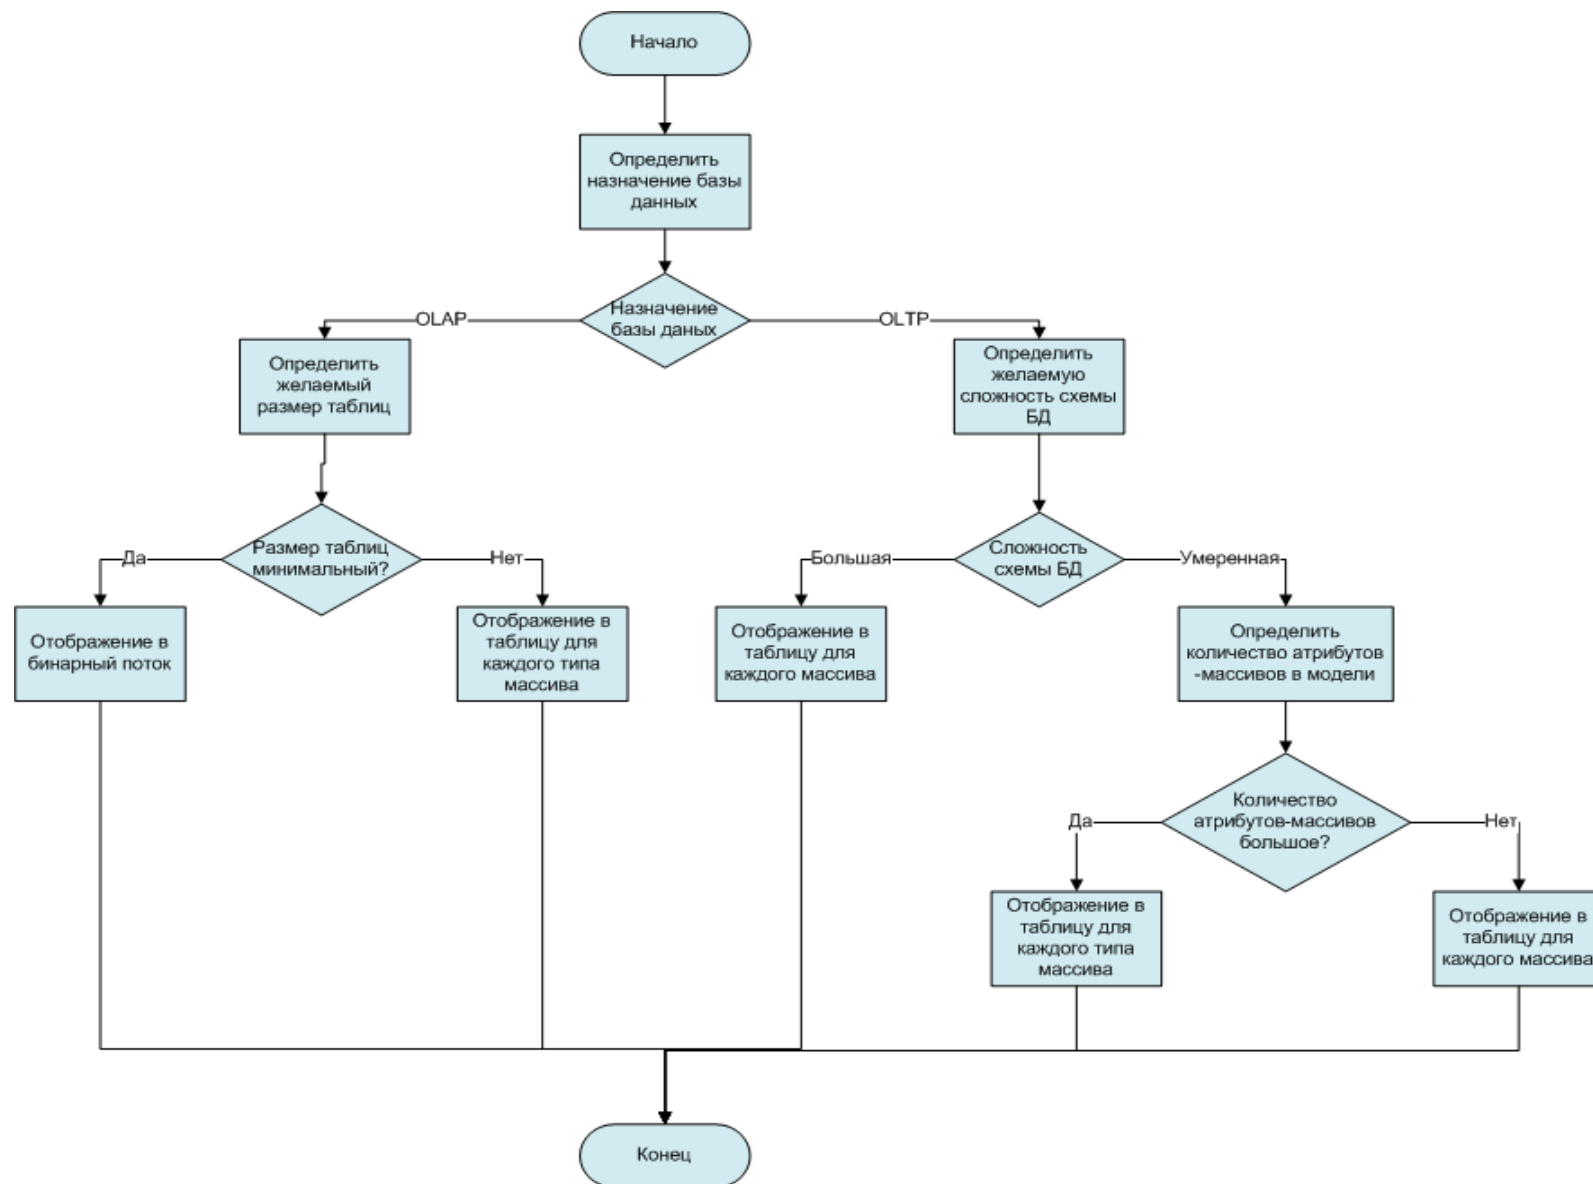 Начало
Определить
назначение базы
данных
Назначение
базы даных
OLAP
OLTP
Определить
желаемый
размер таблиц
Определить
желаемую
сложность схемы
БД
Размер таблиц
минимальный?
Да
Нет
Сложность
схемы БД
Большая
Умеренная
Отображение в
бинарный поток
Отображение в
таблицу для
каждого типа
массива
Отображение в
таблицу для
каждого массива
Определить
количество атрибутов
-массивов в модели
Количество
атрибутов-массивов
большое?
Да
Нет
Отображение в
таблицу для
каждого типа
массива
Отображение в
таблицу для
каждого массива
Конец